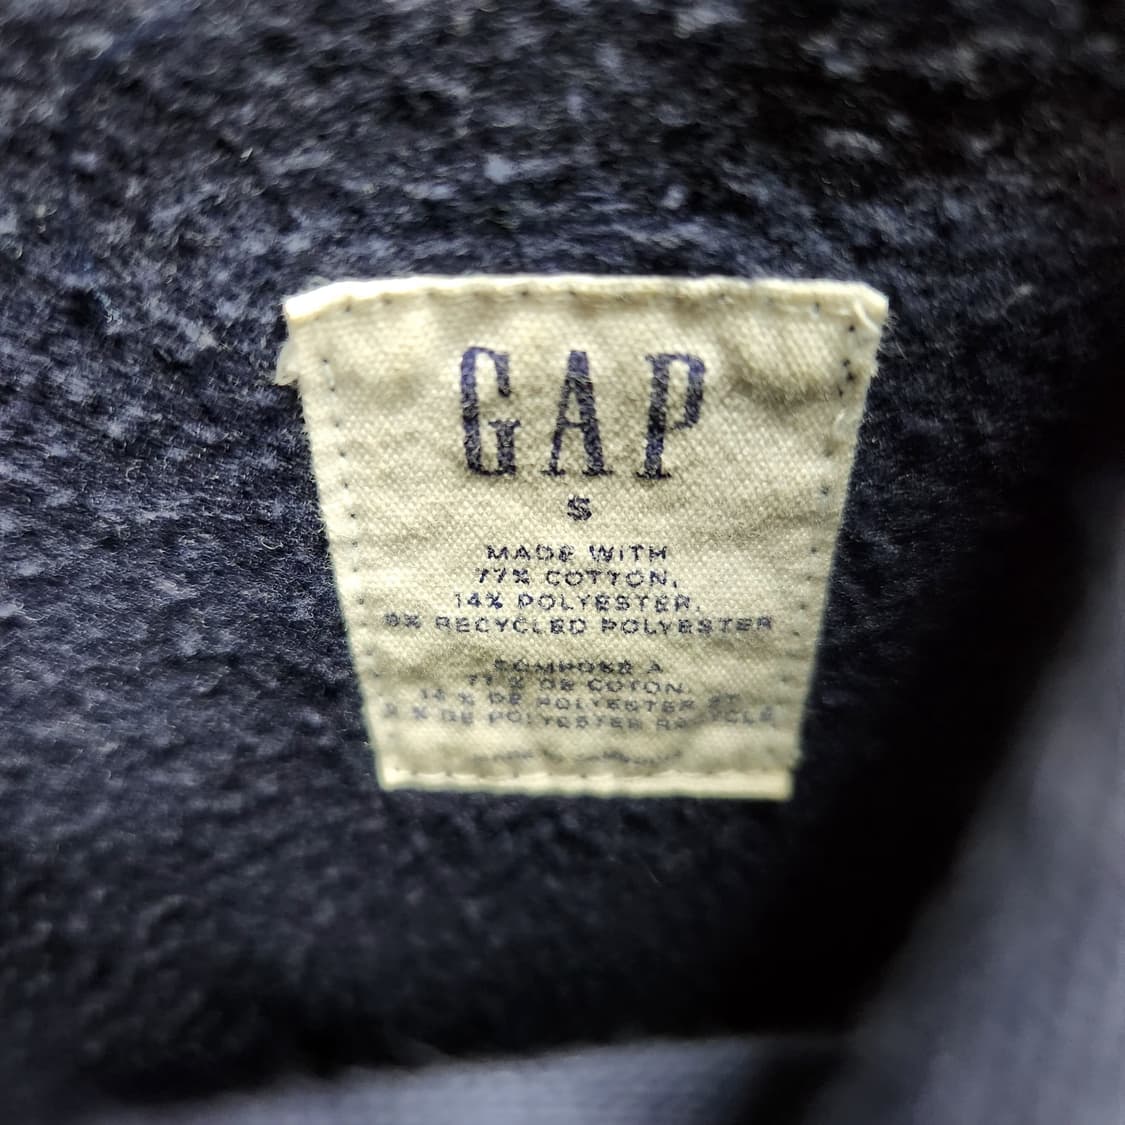 GAP
S
MADE WITH
77% COTTON,
14% POLYESTER,
9% RECYCLED POLYESTER
COMPOSÉ À
77 % DE COTON,
14 % DE POLYESTER ET
9 % DE POLYESTER RECYCLÉ